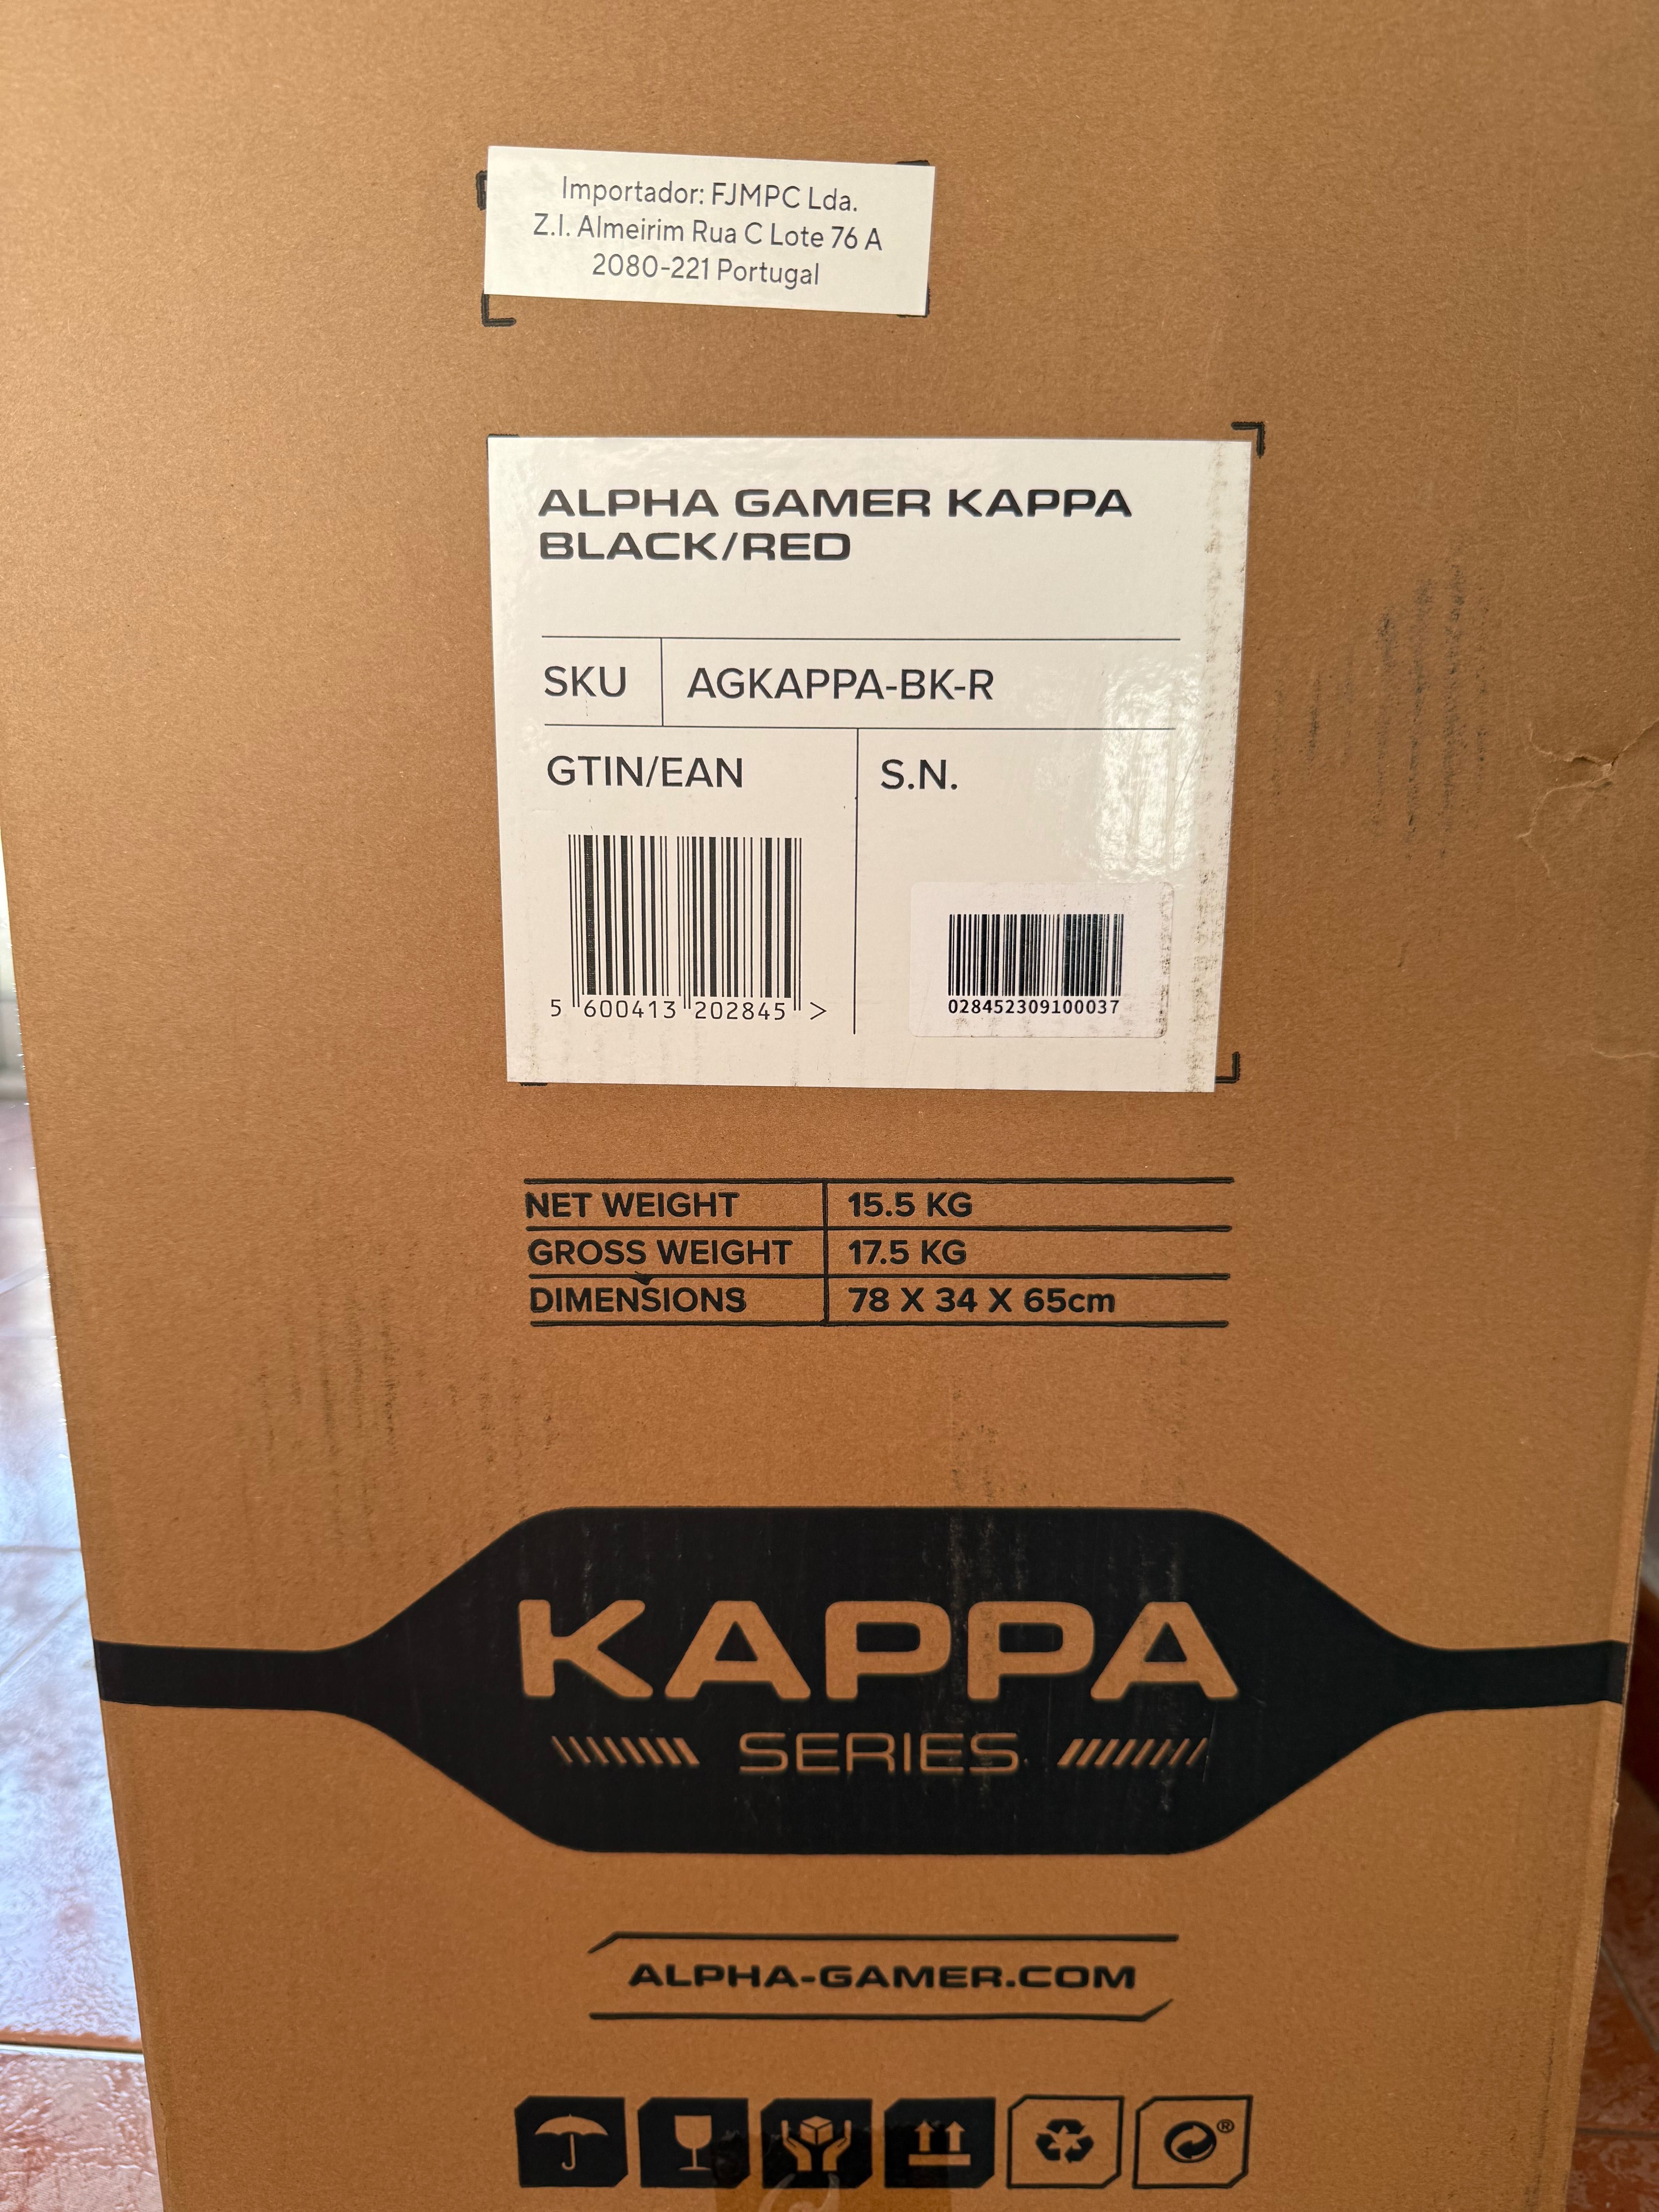 Importador: FJMPC Lda.
Z.I. Almeirim Rua C Lote 76 A
2080-221 Portugal
ALPHA GAMER KAPPA
BLACK/RED
SKU AGKAPPA-BK-R
GTIN/EAN S.N.
5 600413 202845 >
028452309100037
NET WEIGHT 15.5 KG
GROSS WEIGHT 17.5 KG
DIMENSIONS 78 X 34 X 65cm
KAPPA
SERIES
ALPHA-GAMER.COM
®